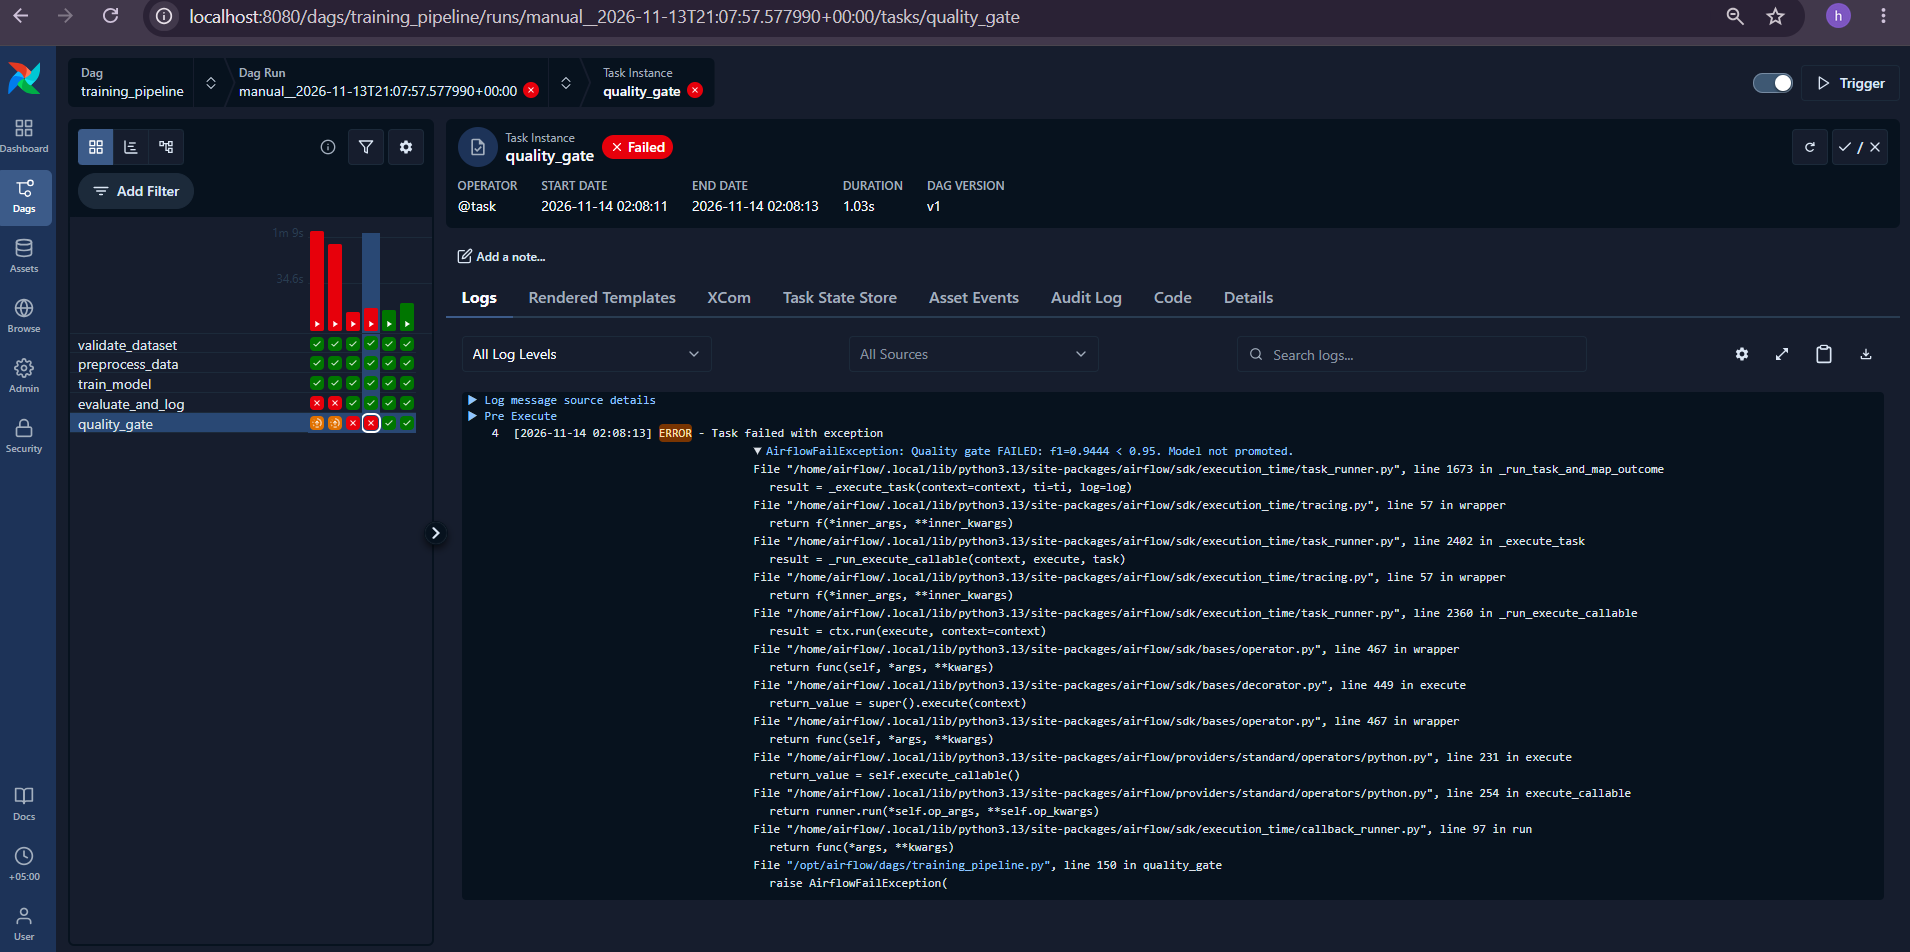 localhost:8080/dags/training_pipeline/runs/manual__2026-11-13T21:07:57.577990+00:00/tasks/quality_gate
h
Dag
training_pipeline
Dag Run
manual__2026-11-13T21:07:57.577990+00:00
Task Instance
quality_gate
Trigger
Dashboard
Dags
Assets
Browse
Admin
Security
Docs
+05:00
User
Add Filter
1m 9s
34.6s
validate_dataset
preprocess_data
train_model
evaluate_and_log
quality_gate
Task Instance
quality_gate
Failed
/
OPERATOR START DATE END DATE DURATION DAG VERSION
@task 2026-11-14 02:08:11 2026-11-14 02:08:13 1.03s v1
Add a note...
Logs Rendered Templates XCom Task State Store Asset Events Audit Log Code Details
All Log Levels All Sources Search logs...
Log message source details
Pre Execute
4 [2026-11-14 02:08:13] ERROR - Task failed with exception
AirflowFailException: Quality gate FAILED: f1=0.9444 < 0.95. Model not promoted.
File "/home/airflow/.local/lib/python3.13/site-packages/airflow/sdk/execution_time/task_runner.py", line 1673 in _run_task_and_map_outcome
result = _execute_task(context=context, ti=ti, log=log)
File "/home/airflow/.local/lib/python3.13/site-packages/airflow/sdk/execution_time/tracing.py", line 57 in wrapper
return f(*inner_args, **inner_kwargs)
File "/home/airflow/.local/lib/python3.13/site-packages/airflow/sdk/execution_time/task_runner.py", line 2402 in _execute_task
result = _run_execute_callable(context, execute, task)
File "/home/airflow/.local/lib/python3.13/site-packages/airflow/sdk/execution_time/tracing.py", line 57 in wrapper
return f(*inner_args, **inner_kwargs)
File "/home/airflow/.local/lib/python3.13/site-packages/airflow/sdk/execution_time/task_runner.py", line 2360 in _run_execute_callable
result = ctx.run(execute, context=context)
File "/home/airflow/.local/lib/python3.13/site-packages/airflow/sdk/bases/operator.py", line 467 in wrapper
return func(self, *args, **kwargs)
File "/home/airflow/.local/lib/python3.13/site-packages/airflow/sdk/bases/decorator.py", line 449 in execute
return_value = super().execute(context)
File "/home/airflow/.local/lib/python3.13/site-packages/airflow/sdk/bases/operator.py", line 467 in wrapper
return func(self, *args, **kwargs)
File "/home/airflow/.local/lib/python3.13/site-packages/airflow/providers/standard/operators/python.py", line 231 in execute
return_value = self.execute_callable()
File "/home/airflow/.local/lib/python3.13/site-packages/airflow/providers/standard/operators/python.py", line 254 in execute_callable
return runner.run(*self.op_args, **self.op_kwargs)
File "/home/airflow/.local/lib/python3.13/site-packages/airflow/sdk/execution_time/callback_runner.py", line 97 in run
return func(*args, **kwargs)
File "/opt/airflow/dags/training_pipeline.py", line 150 in quality_gate
raise AirflowFailException(